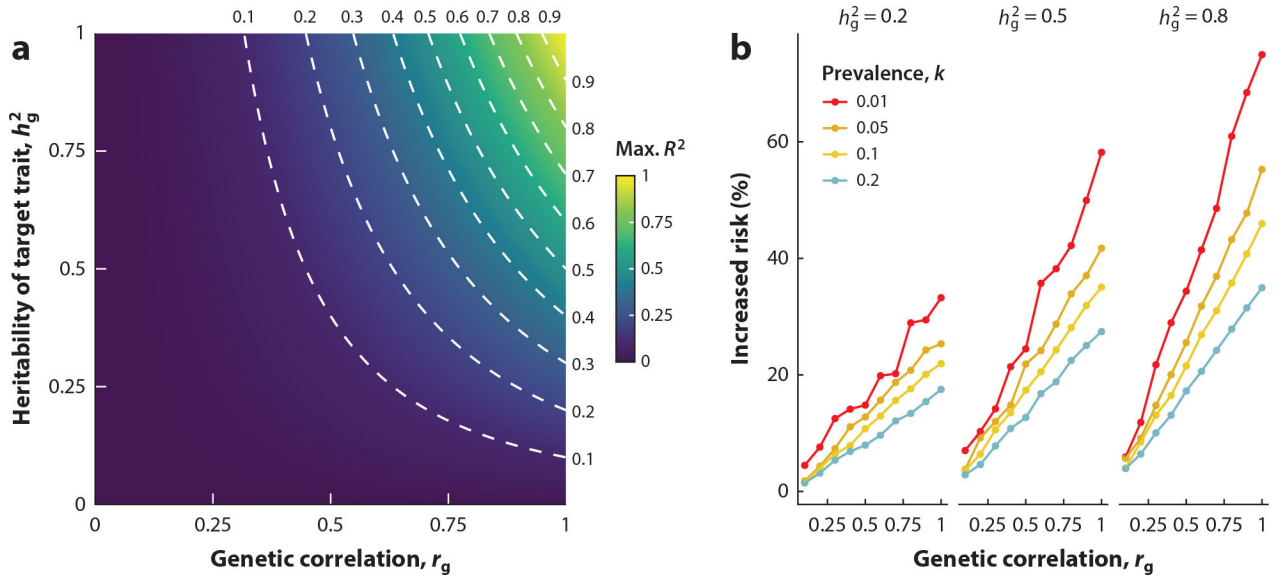 a
0.1 0.2 0.3 0.4 0.5 0.6 0.7 0.8 0.9
Heritability of target trait, h²g
1
0.75
0.5
0.25
0
0 0.25 0.5 0.75 1
Genetic correlation, rg
0.9
0.8
0.7
0.6
0.5
0.4
0.3
0.2
0.1
Max. R²
1
0.75
0.5
0.25
0
b
h²g = 0.2 h²g = 0.5 h²g = 0.8
Prevalence, k
0.01
0.05
0.1
0.2
Increased risk (%)
60
40
20
0
0.25 0.5 0.75 1 0.25 0.5 0.75 1 0.25 0.5 0.75 1
Genetic correlation, rg